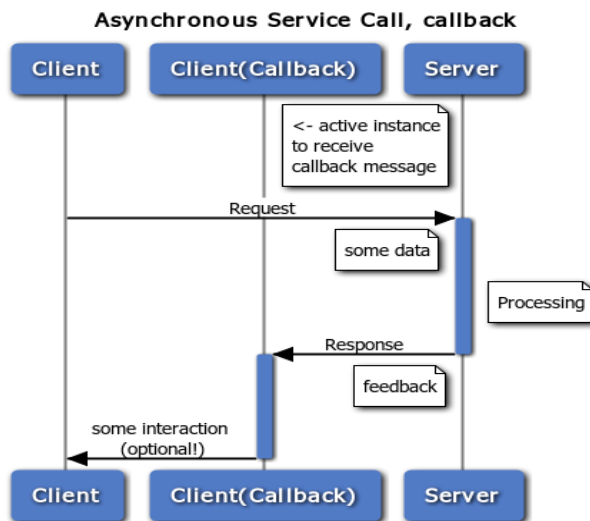 Asynchronous Service Call, callback
Client
Client(Callback)
Server
<- active instance
to receive
callback message
Request
some data
Processing
Response
feedback
some interaction
(optional!)
Client
Client(Callback)
Server